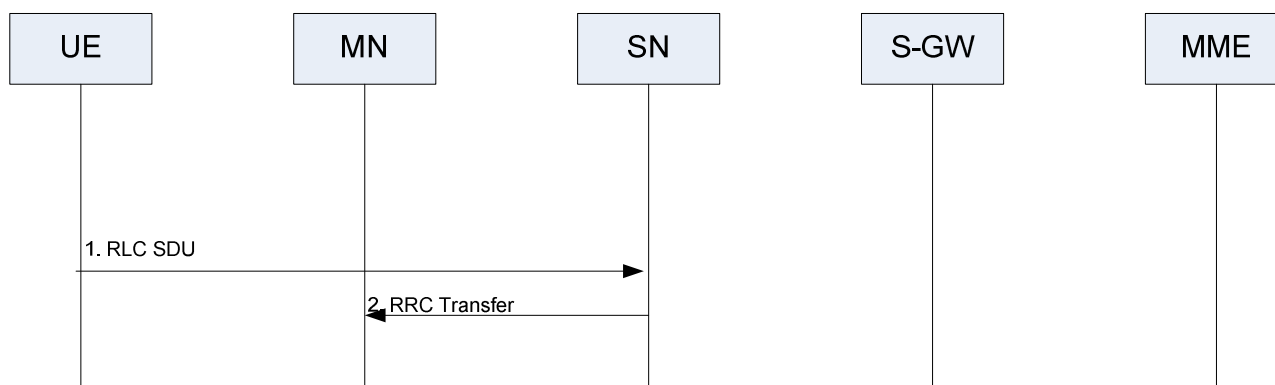 UE
MN
SN
S-GW
MME
1. RLC SDU
2. RRC Transfer